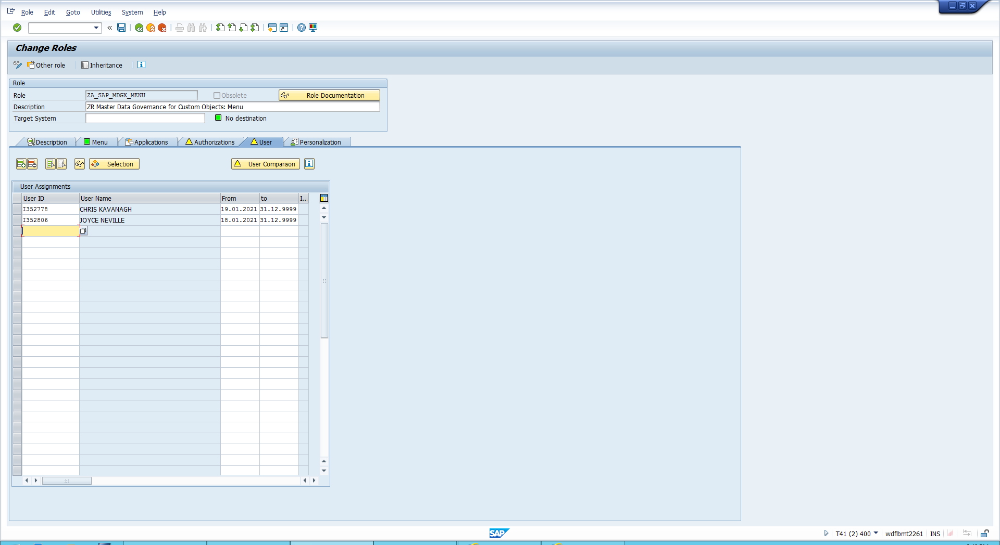 Role Edit Goto Utilities System Help
Change Roles
Other role Inheritance
Role
Role ZA_SAP_MDGX_MENU Obsolete Role Documentation
Description ZR Master Data Governance for Custom Objects: Menu
Target System No destination
Description Menu Applications Authorizations User Personalization
Selection User Comparison
User Assignments
User ID User Name From to I...
I352778 CHRIS KAVANAGH 19.01.2021 31.12.9999
I352806 JOYCE NEVILLE 18.01.2021 31.12.9999
SAP T41 (2) 400 wdflbmt2261 INS